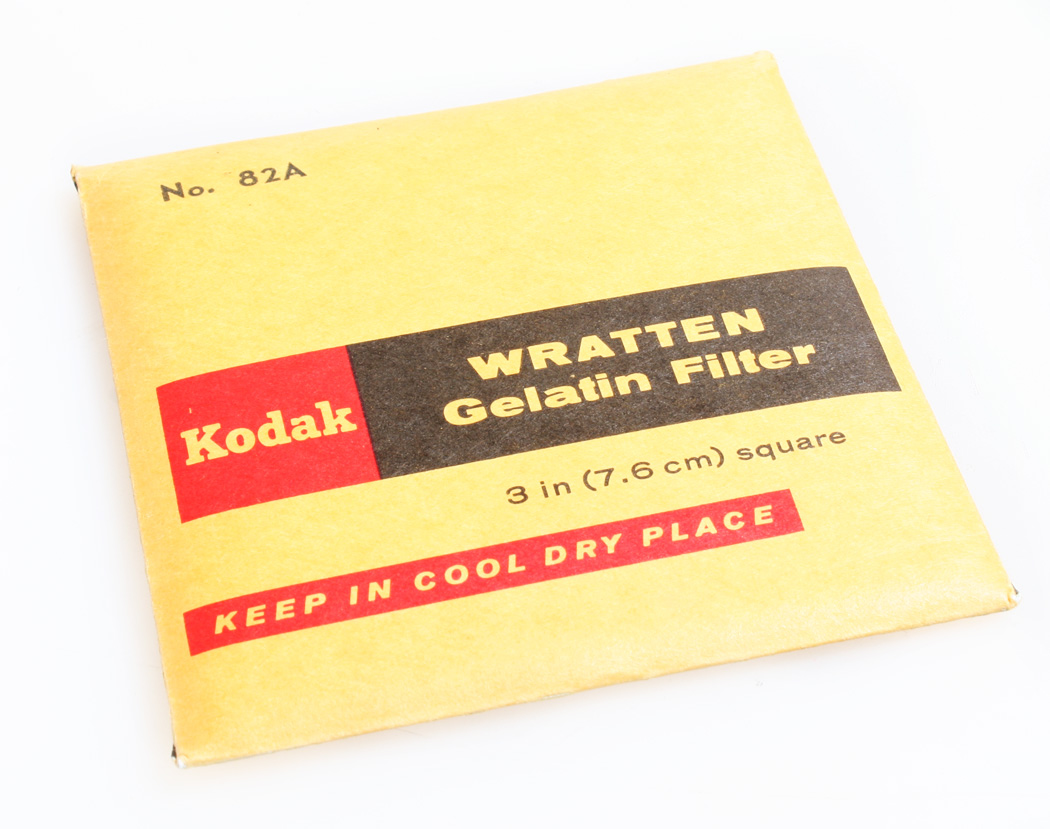 No. 82A
Kodak
WRATTEN
Gelatin Filter
3 in (7.6 cm) square
KEEP IN COOL DRY PLACE